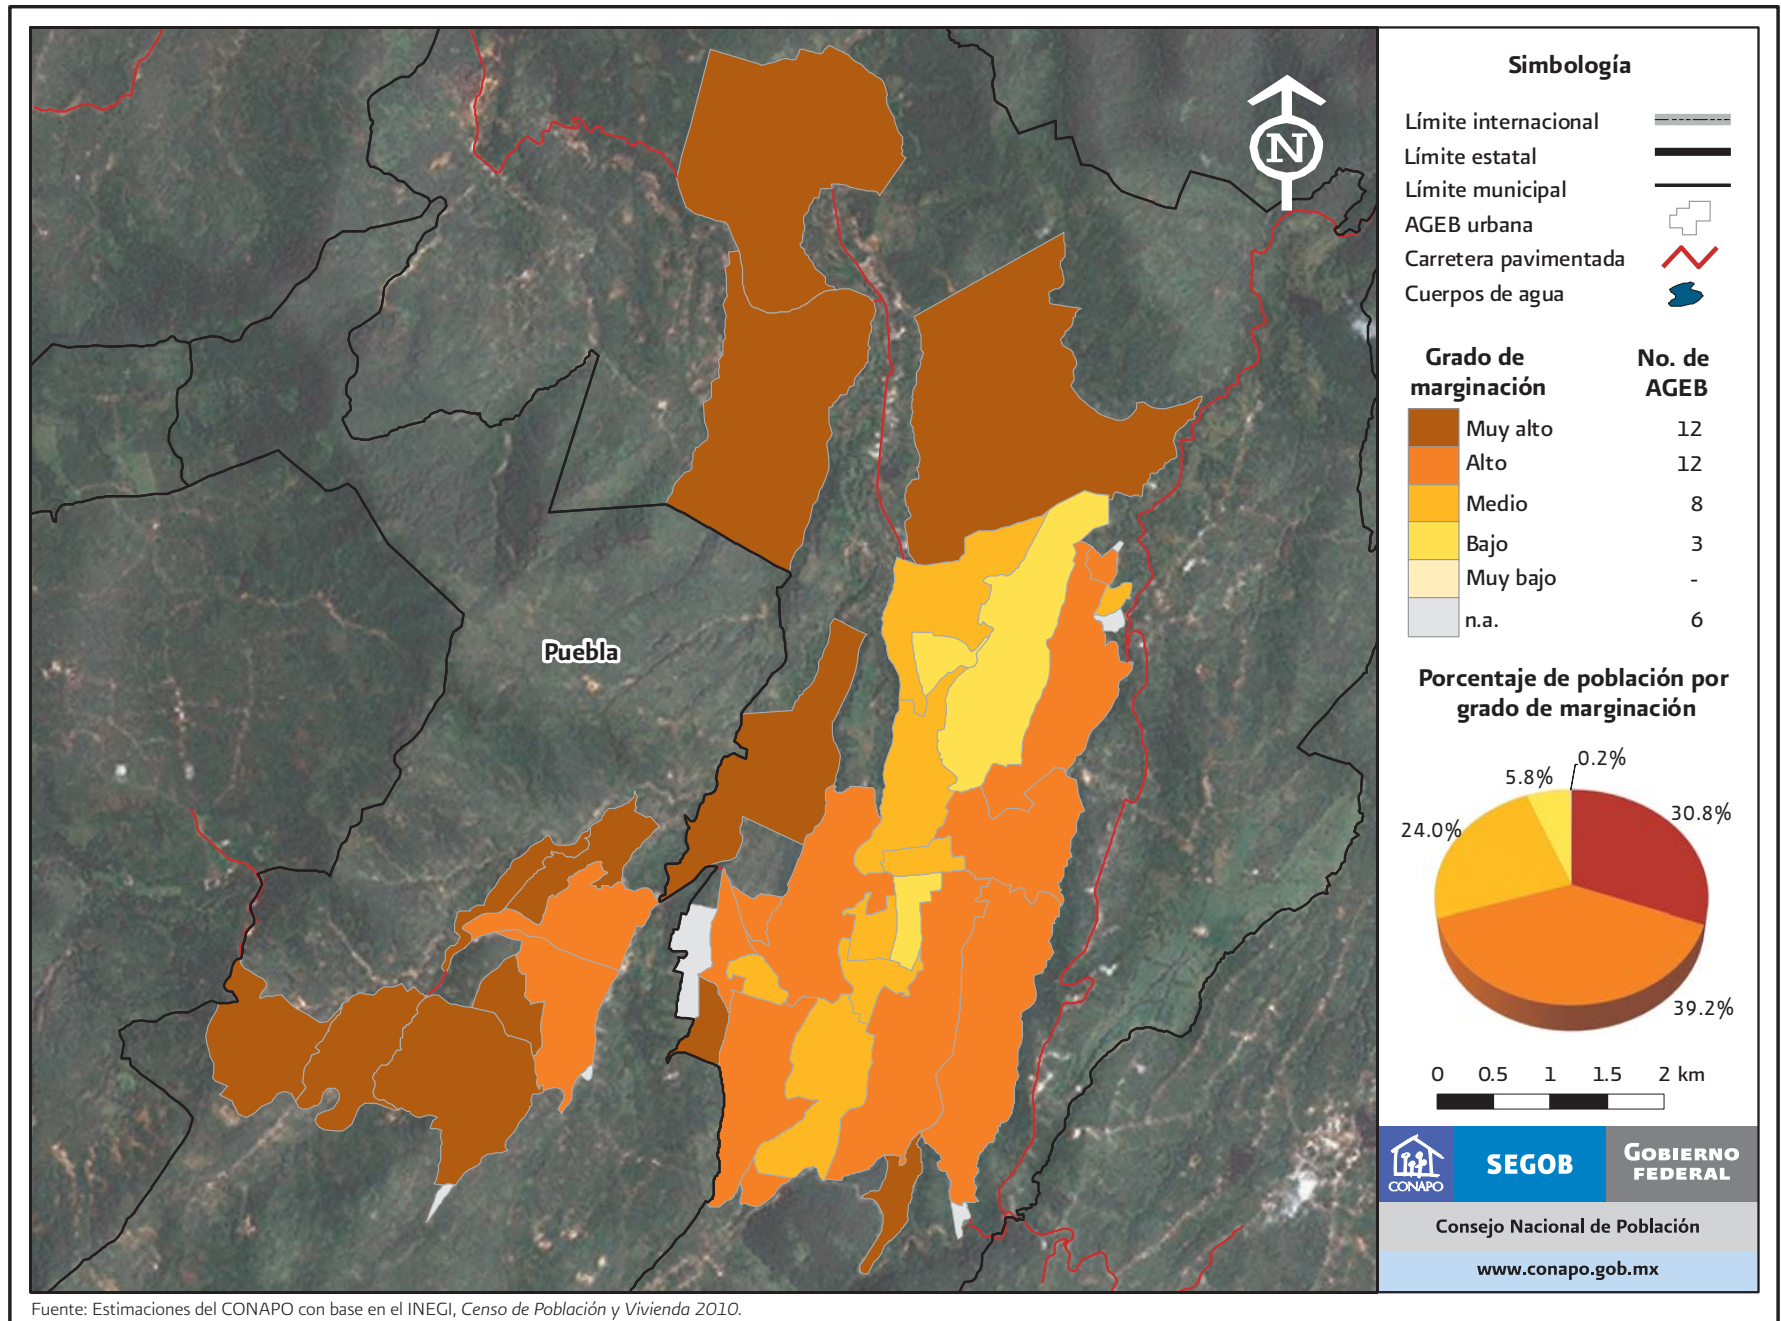 N
Puebla
Simbología
Límite internacional
Límite estatal
Límite municipal
AGEB urbana
Carretera pavimentada
Cuerpos de agua
Grado de marginación
No. de AGEB
Muy alto 12
Alto 12
Medio 8
Bajo 3
Muy bajo -
n.a. 6
Porcentaje de población por
grado de marginación
0.2%
5.8%
30.8%
24.0%
39.2%
0 0.5 1 1.5 2 km
CONAPO
SEGOB
GOBIERNO
FEDERAL
Consejo Nacional de Población
www.conapo.gob.mx
Fuente: Estimaciones del CONAPO con base en el INEGI, Censo de Población y Vivienda 2010.